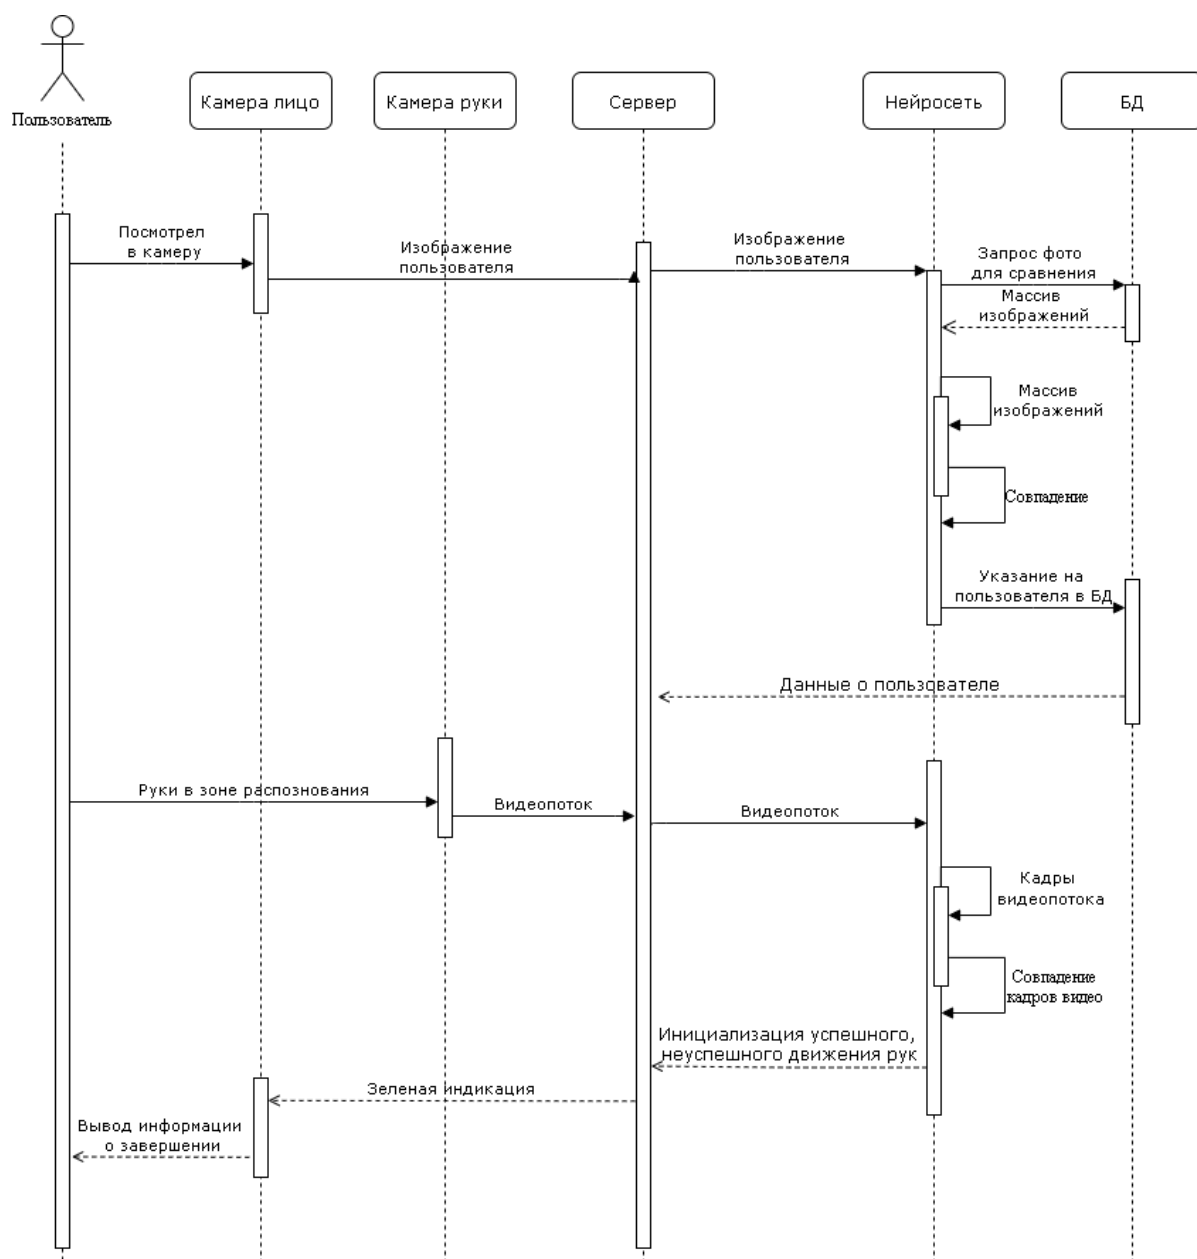 Пользователь
Камера лицо
Камера руки
Сервер
Нейросеть
БД
Посмотрел
в камеру
Изображение
пользователя
Изображение
пользователя
Запрос фото
для сравнения
Массив
изображений
Массив
изображений
Совпадение
Указание на
пользователя в БД
Данные о пользователе
Руки в зоне распознования
Видеопоток
Видеопоток
Кадры
видеопотока
Совпадение
кадров видео
Инициализация успешного,
неуспешного движения рук
Зеленая индикация
Вывод информации
о завершении